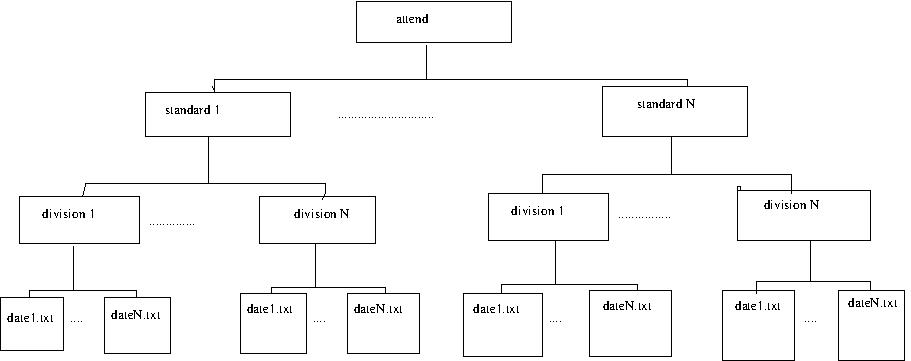 attend
standard 1
..............................
standard N
division 1
..............
division N
division 1
................
division N
date1.txt
....
dateN.txt
date1.txt
....
dateN.txt
date1.txt
....
dateN.txt
date1.txt
....
dateN.txt